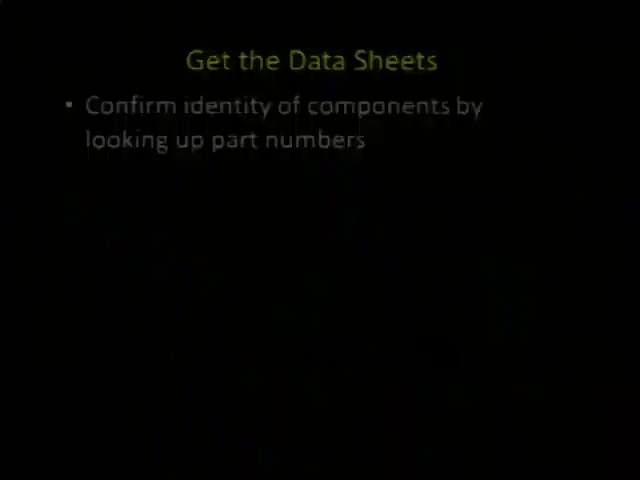 Get the Data Sheets
• Confirm identity of components by
looking up part numbers